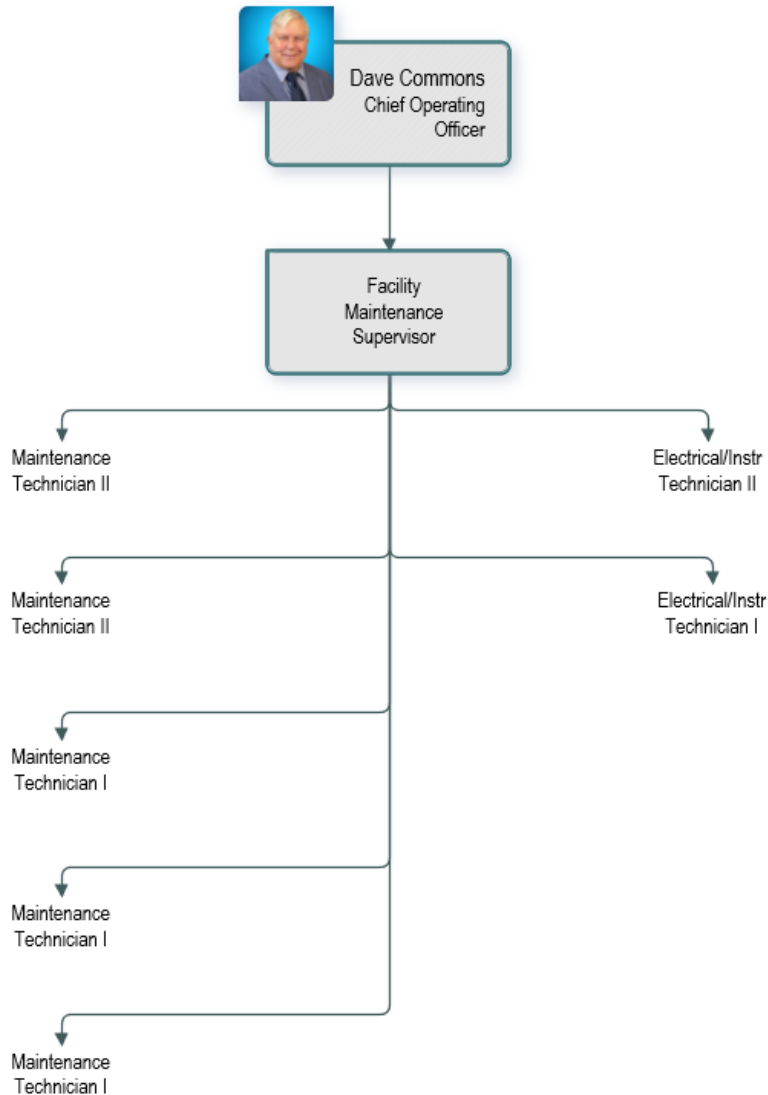 Dave Commons
Chief Operating
Officer
Facility
Maintenance
Supervisor
Maintenance
Technician II
Electrical/Instr
Technician II
Maintenance
Technician II
Electrical/Instr
Technician I
Maintenance
Technician I
Maintenance
Technician I
Maintenance
Technician I